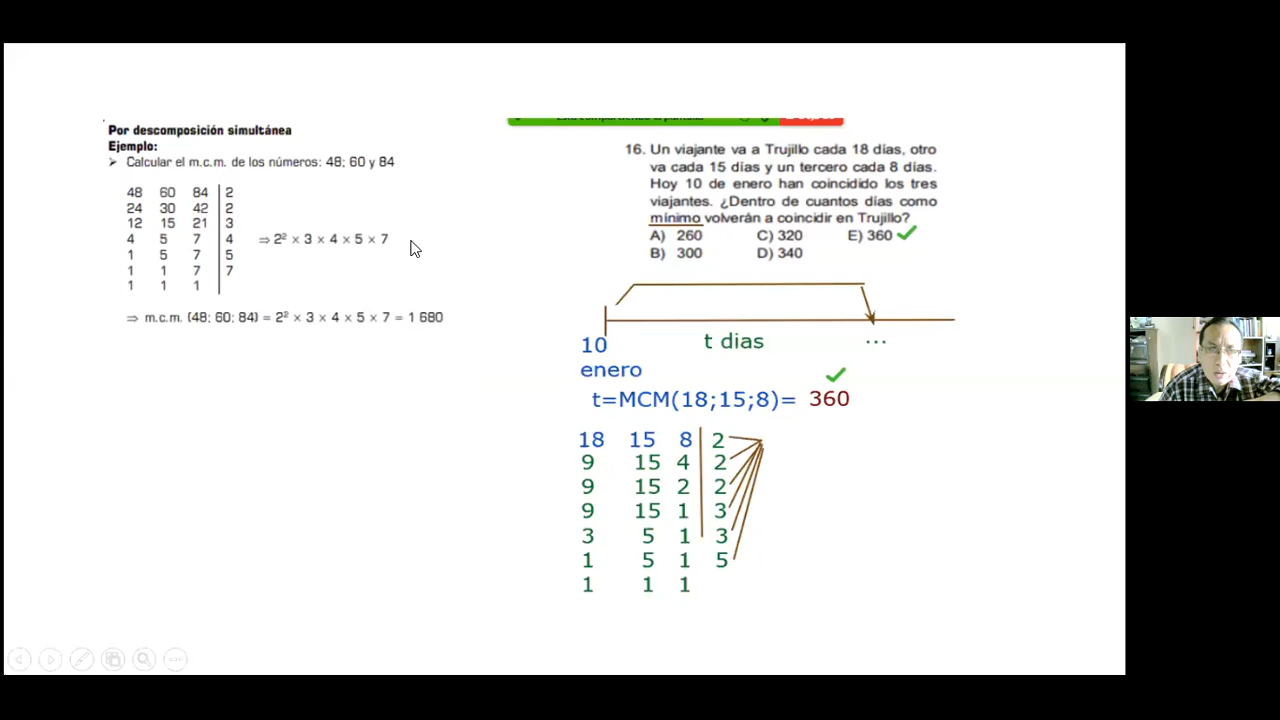 Por descomposición simultánea
Ejemplo:
➤ Calcular el m.c.m. de los números: 48; 60 y 84
48 60 84 2
24 30 42 2
12 15 21 3
4 5 7 4 ⇒ 2² × 3 × 4 × 5 × 7
1 5 7 5
1 1 7 7
1 1 1
⇒ m.c.m. (48; 60; 84) = 2² × 3 × 4 × 5 × 7 = 1 680
16. Un viajante va a Trujillo cada 18 días, otro
va cada 15 días y un tercero cada 8 días.
Hoy 10 de enero han coincidido los tres
viajantes. ¿Dentro de cuantos días como
mínimo volverán a coincidir en Trujillo?
A) 260 C) 320 E) 360
B) 300 D) 340
10
enero
t dias ...
t=MCM(18;15;8)= 360
18 15 8 2
9 15 4 2
9 15 2 2
9 15 1 3
3 5 1 3
1 5 1 5
1 1 1